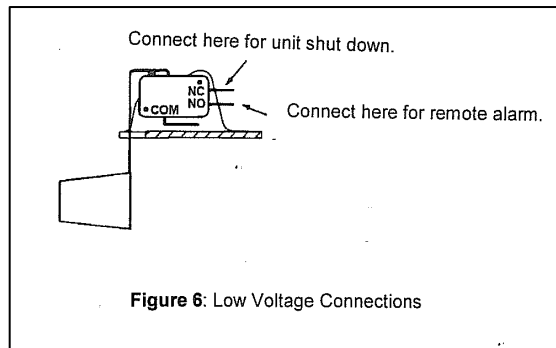 Connect here for unit shut down.
NC
NO
COM
Connect here for remote alarm.
Figure 6: Low Voltage Connections